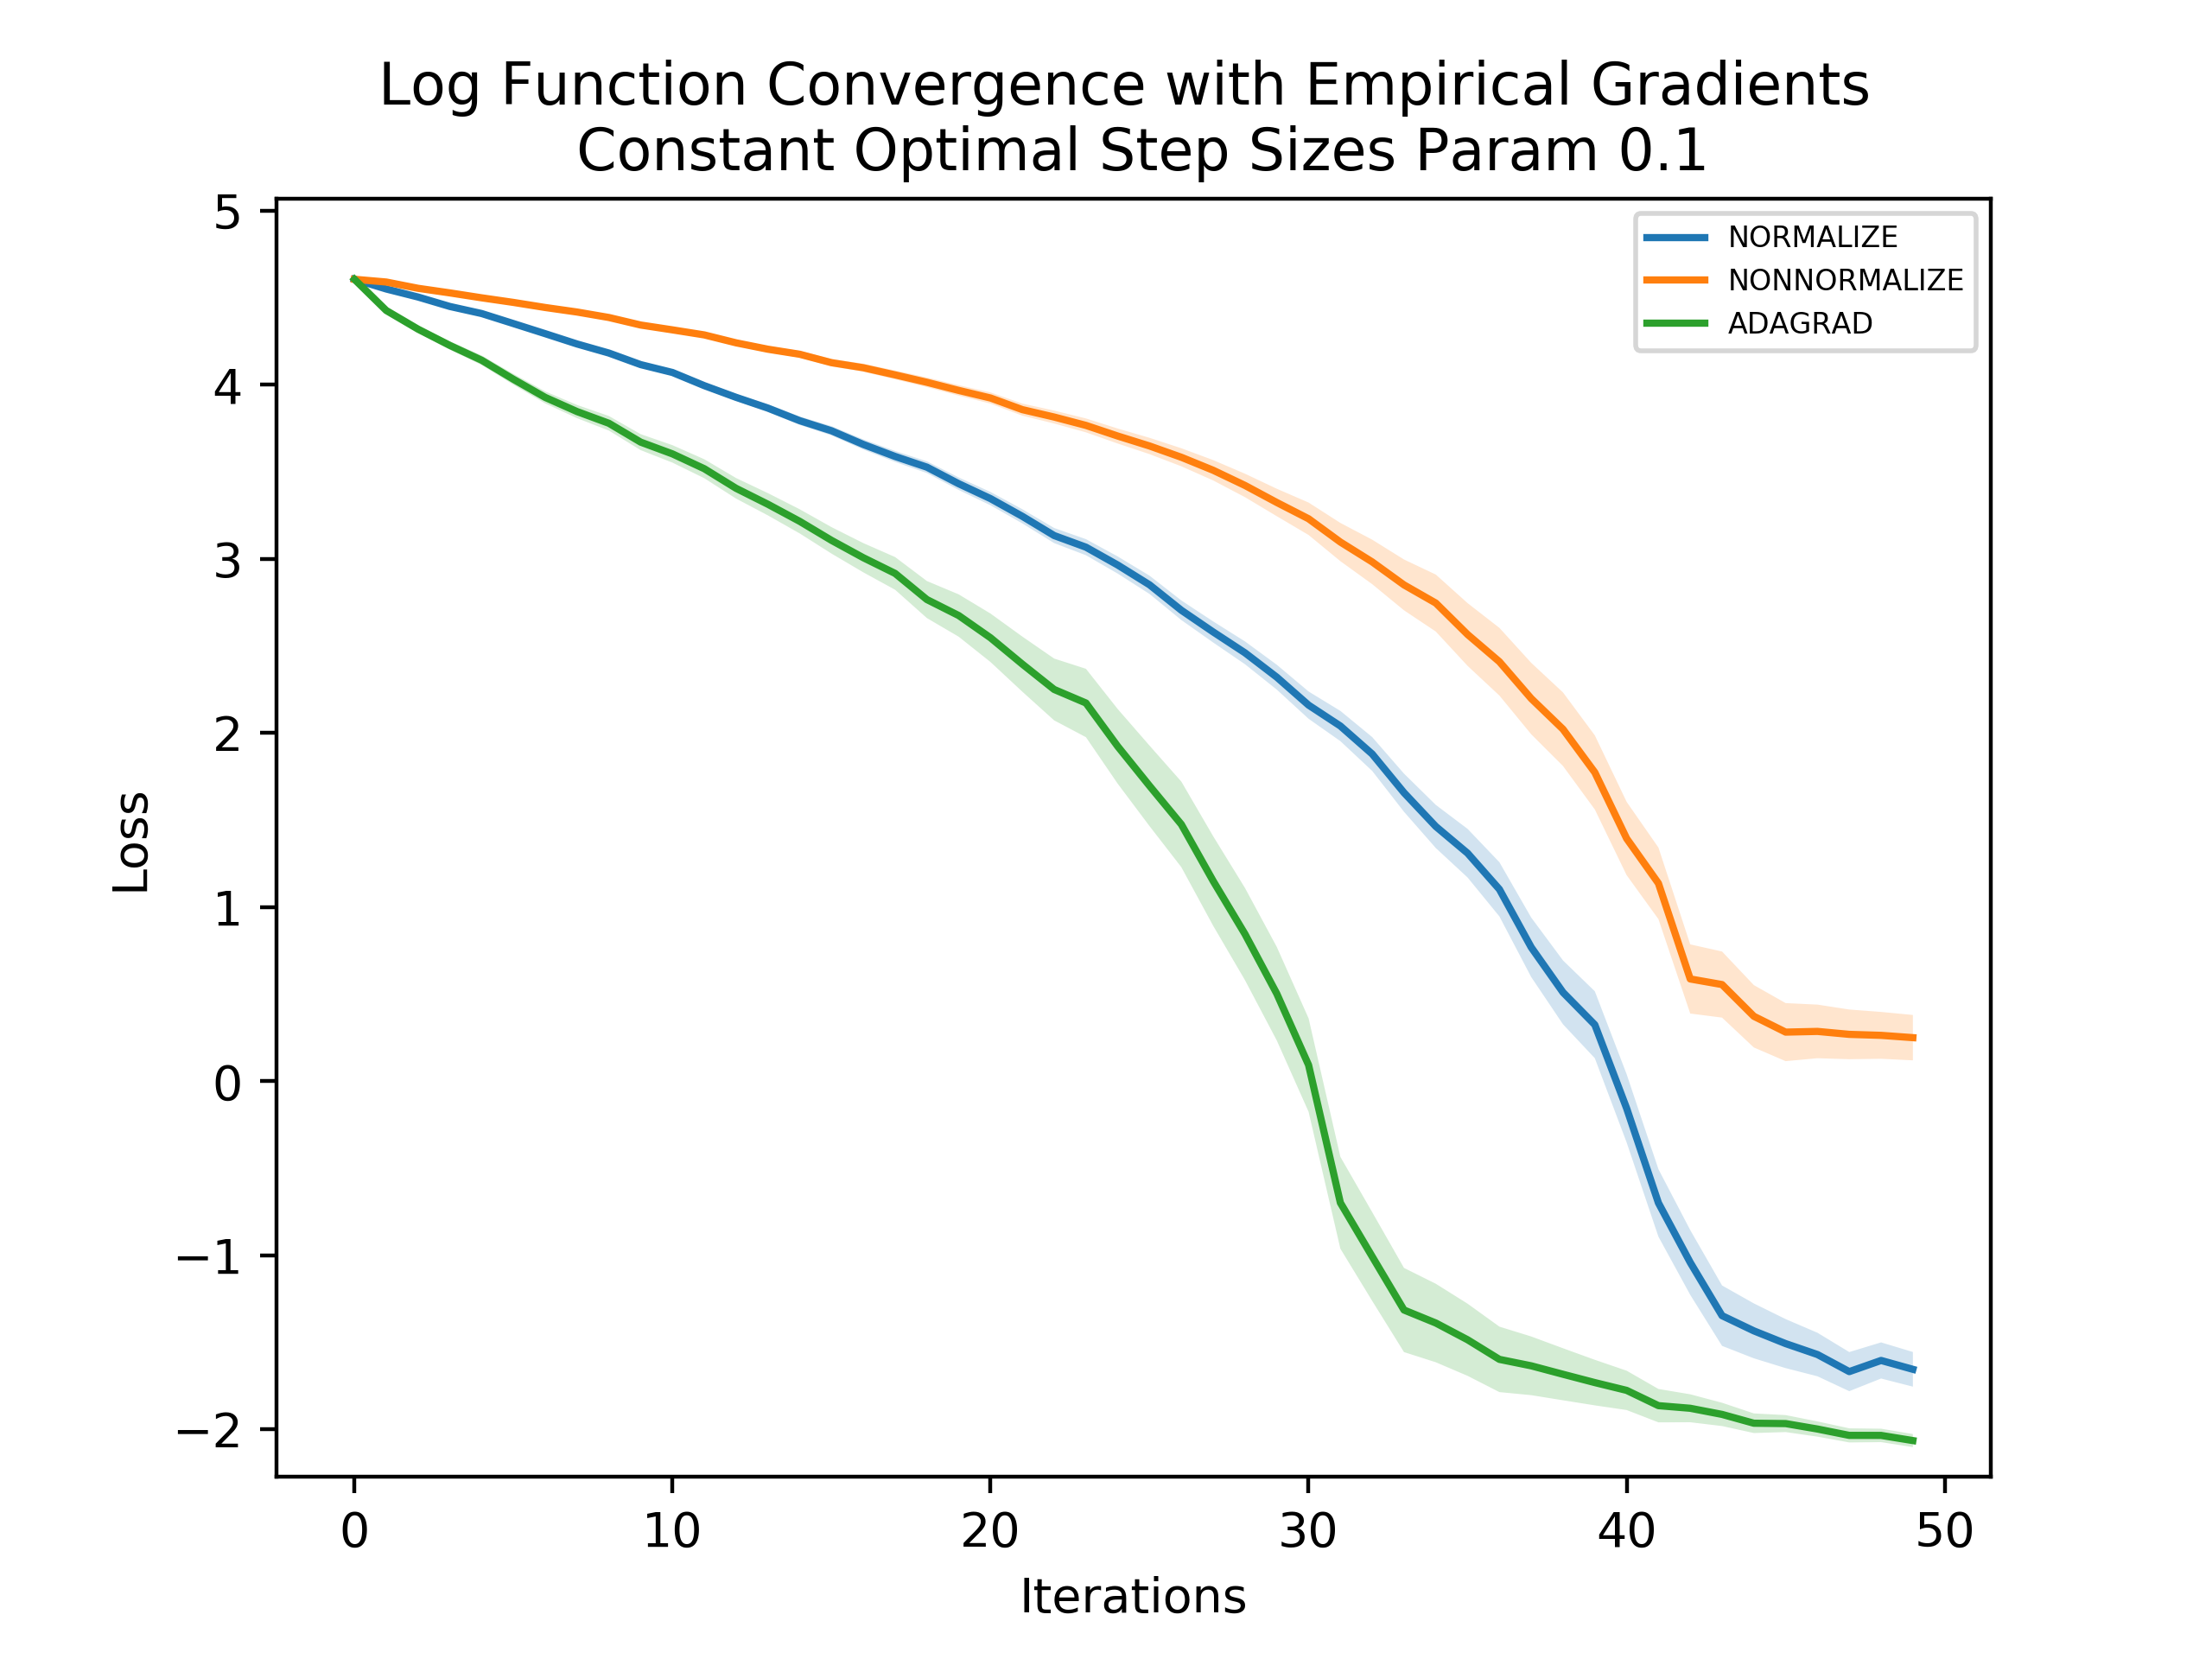 Log Function Convergence with Empirical Gradients
Constant Optimal Step Sizes Param 0.1
NORMALIZE
NONNORMALIZE
ADAGRAD
5
4
3
2
1
0
−1
−2
Loss
0 10 20 30 40 50
Iterations